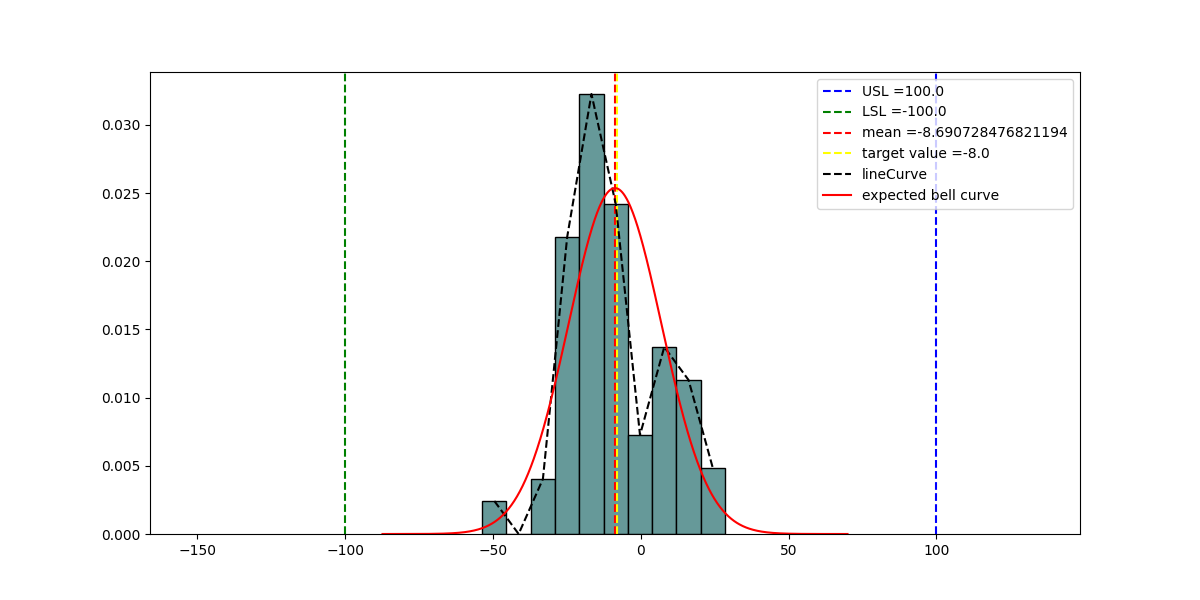 USL =100.0
LSL =-100.0
mean =-8.690728476821194
target value =-8.0
lineCurve
expected bell curve
0.030
0.025
0.020
0.015
0.010
0.005
0.000
−150 −100 −50 0 50 100